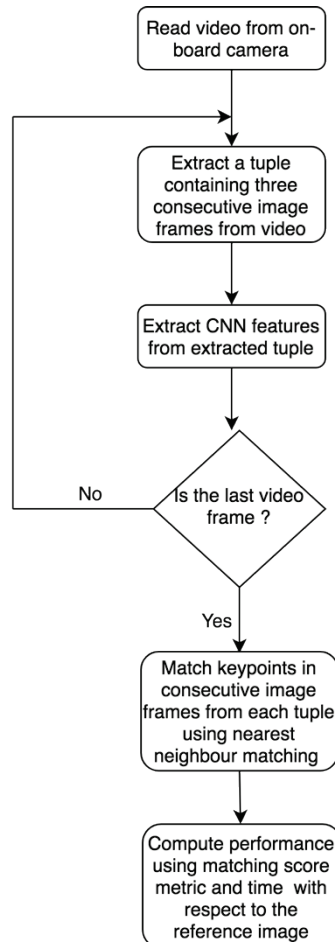 Read video from on-
board camera
Extract a tuple
containing three
consecutive image
frames from video
Extract CNN features
from extracted tuple
Is the last video
frame ?
No
Yes
Match keypoints in
consecutive image
frames from each tuple
using nearest
neighbour matching
Compute performance
using matching score
metric and time with
respect to the
reference image